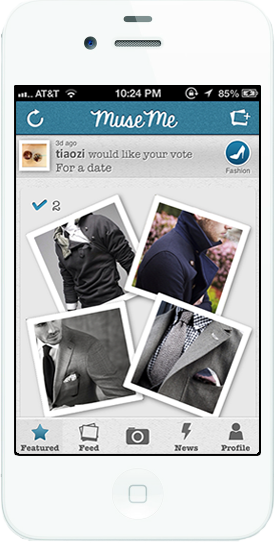 AT&T 10:24 PM 85%
MuseMe
3d ago
tiaozi would like your vote
For a date
Fashion
2
Featured Feed News Profile